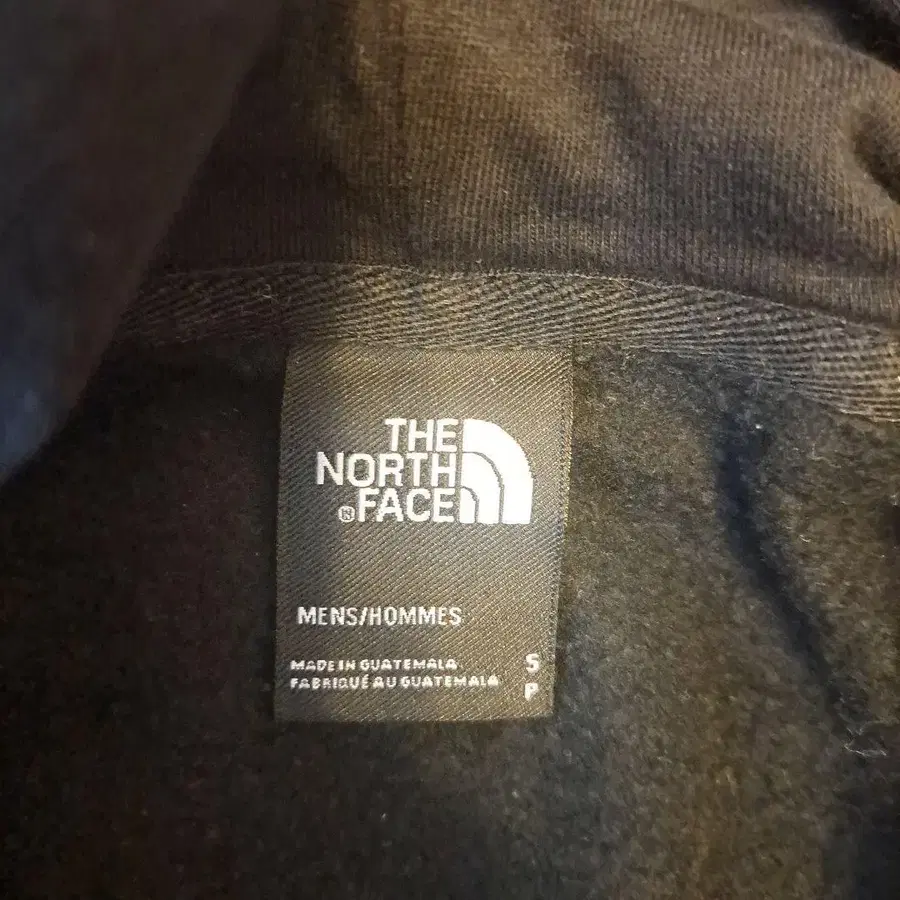 THE
NORTH
®FACE
MENS/HOMMES
MADE IN GUATEMALA S
FABRIQUÉ AU GUATEMALA P